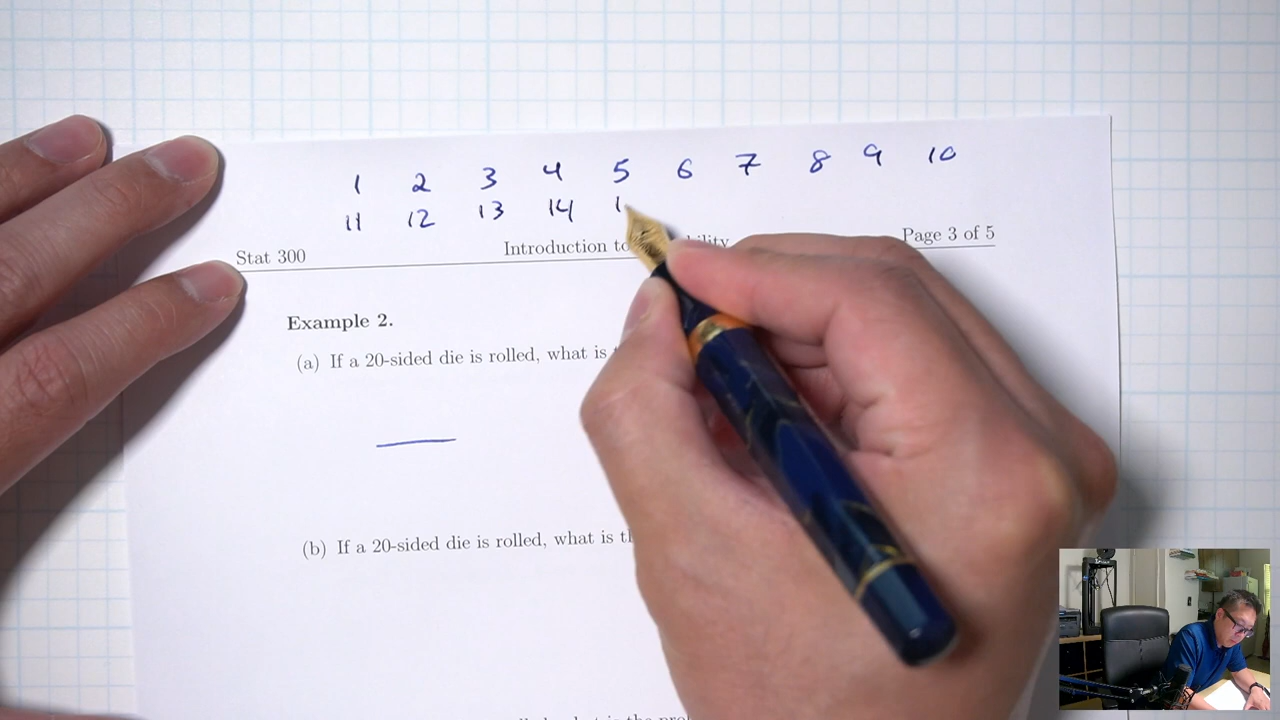 1 2 3 4 5 6 7 8 9 10
11 12 13 14 1
Stat 300 Introduction to Page 3 of 5
Example 2.
(a) If a 20-sided die is rolled, what is
(b) If a 20-sided die is rolled, what is